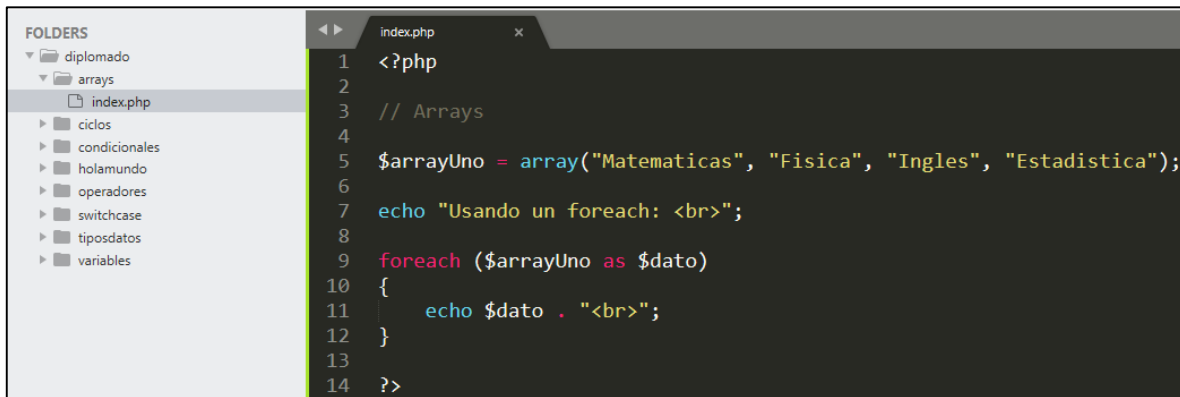 FOLDERS
diplomado
arrays
index.php
ciclos
condicionales
holamundo
operadores
switchcase
tiposdatos
variables
index.php ×
1 <?php
2
3 // Arrays
4
5 $arrayUno = array("Matematicas", "Fisica", "Ingles", "Estadistica");
6
7 echo "Usando un foreach: <br>";
8
9 foreach ($arrayUno as $dato)
10 {
11     echo $dato . "<br>";
12 }
13
14 ?>